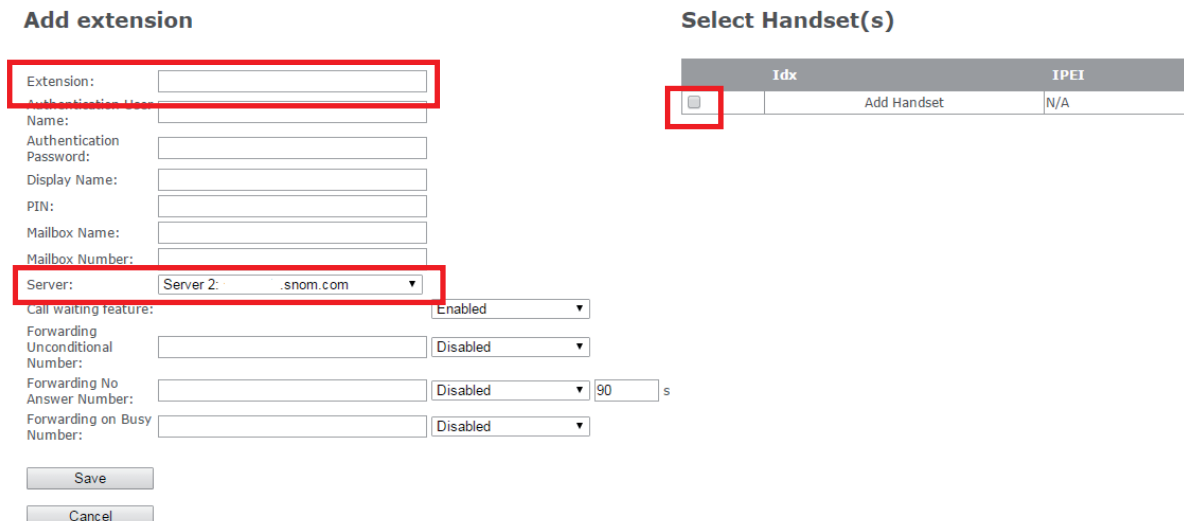 Add extension
Select Handset(s)
Extension:
Authentication User
Name:
Authentication
Password:
Display Name:
PIN:
Mailbox Name:
Mailbox Number:
Server: Server 2: .snom.com
Call waiting feature: Enabled
Forwarding
Unconditional
Number:
Disabled
Forwarding No
Answer Number:
Disabled 90 s
Forwarding on Busy
Number:
Disabled
Save
Cancel
Idx IPEI
Add Handset N/A